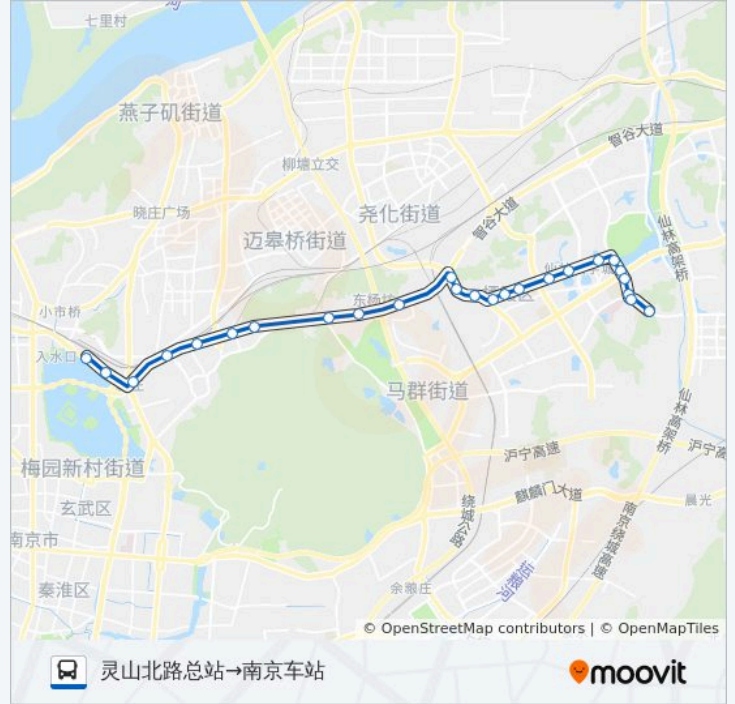 七里村
河
燕子矶街道
智谷大道
柳塘立交
晓庄广场
尧化街道
智谷大道
迈皋桥街道
仙林高架桥
小市桥
东杨坊
入水口
马群街道
仙林高架桥
沪宁高速
沪宁高
梅园新村街道
麒麟门大道
晨光
玄武区
绕城公路
南京绕城高速
南京市
运粮河
秦淮区
余粮庄
© OpenStreetMap contributors | © OpenMapTiles
灵山北路总站→南京车站
moovit